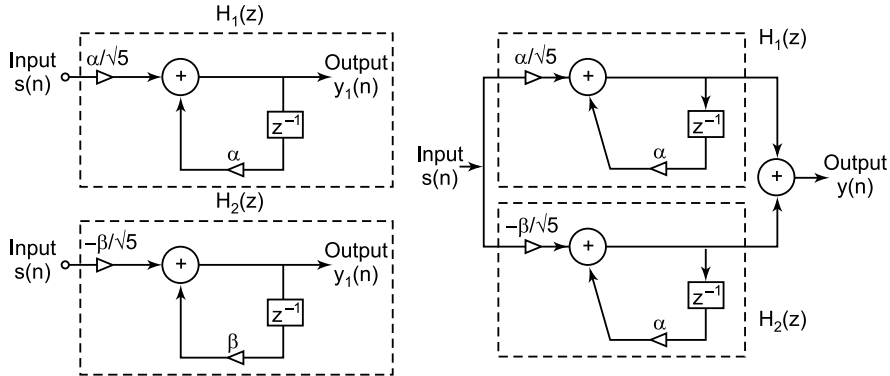 H₁(z)
Input
s(n)
α/√5
+
Output
y₁(n)
z⁻¹
α
H₂(z)
Input
s(n)
−β/√5
+
Output
y₁(n)
z⁻¹
β
H₁(z)
α/√5
+
z⁻¹
α
Input
s(n)
+
Output
y(n)
−β/√5
+
z⁻¹
α
H₂(z)